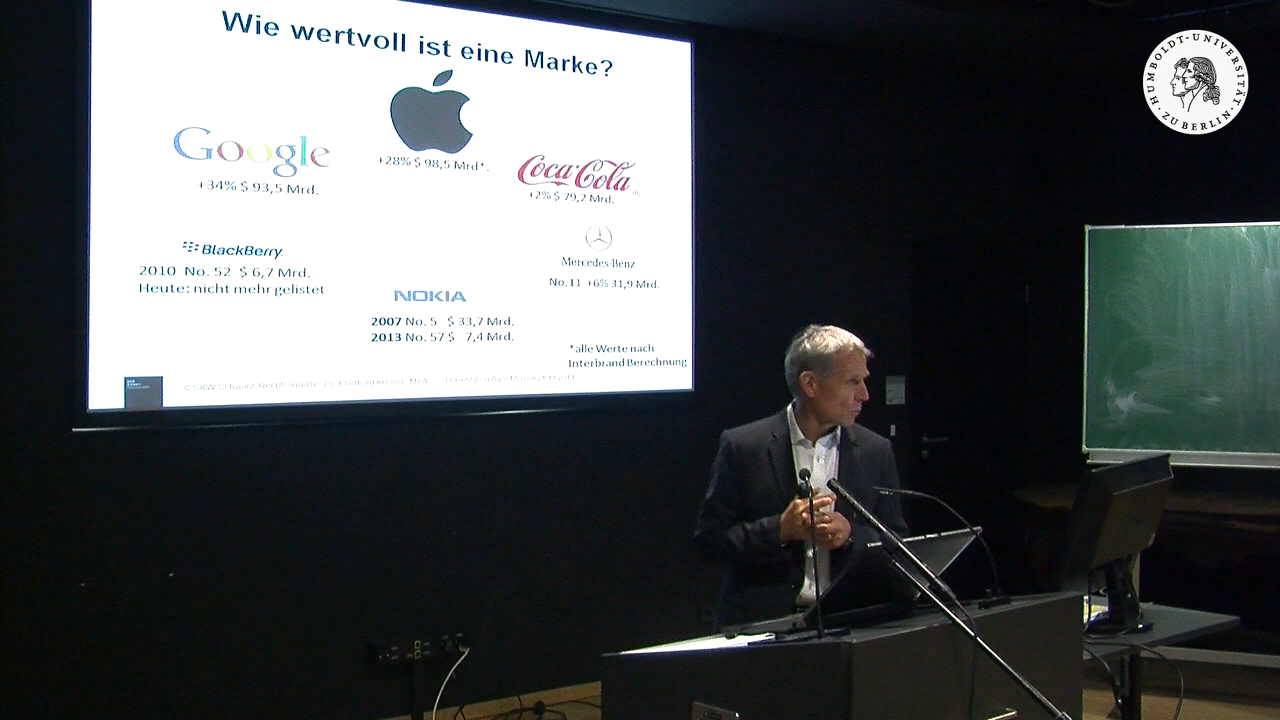 Wie wertvoll ist eine Marke?
+28% $ 98,5 Mrd*.
Google
+34% $ 93,5 Mrd.
Coca-Cola
+2% $ 79,2 Mrd.
BlackBerry
2010 No. 52 $ 6,7 Mrd.
Heute: nicht mehr gelistet
Mercedes-Benz
No.11 +6% 31,9 Mrd.
NOKIA
2007 No. 5 $ 33,7 Mrd.
2013 No. 57 $ 7,4 Mrd.
*alle Werte nach
Interbrand Berechnung
© SKW Schwarz Rechtsanwälte
HUMBOLDT-UNIVERSITÄT
ZU BERLIN